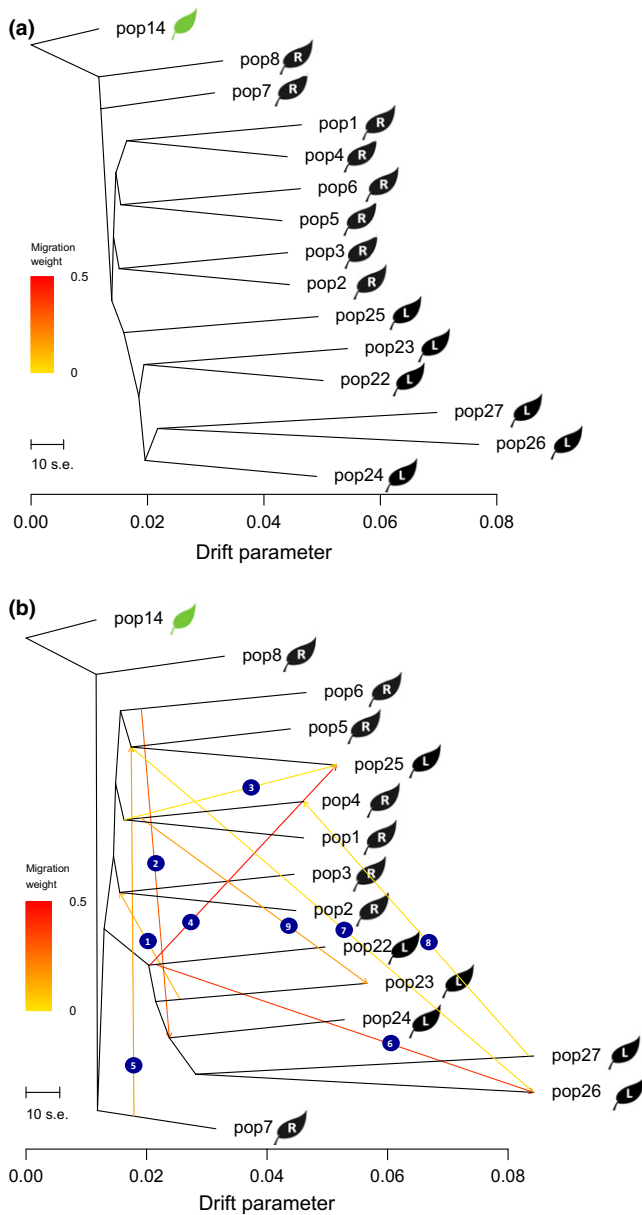 (a)
pop14
pop8 R
pop7 R
pop1 R
pop4 R
pop6 R
pop5 R
pop3 R
pop2 R
pop25 L
pop23 L
pop22 L
pop27 L
pop26 L
pop24 L
Migration
weight
0.5
0
10 s.e.
0.00 0.02 0.04 0.06 0.08
Drift parameter
(b)
pop14
pop8 R
pop6 R
pop5 R
pop25 L
3
pop4 R
pop1 R
2
pop3 R
pop2 R
4
9
7
8
1
pop22 L
pop23 L
pop24 L
6
pop27 L
5
pop26 L
pop7 R
Migration
weight
0.5
0
10 s.e.
0.00 0.02 0.04 0.06 0.08
Drift parameter